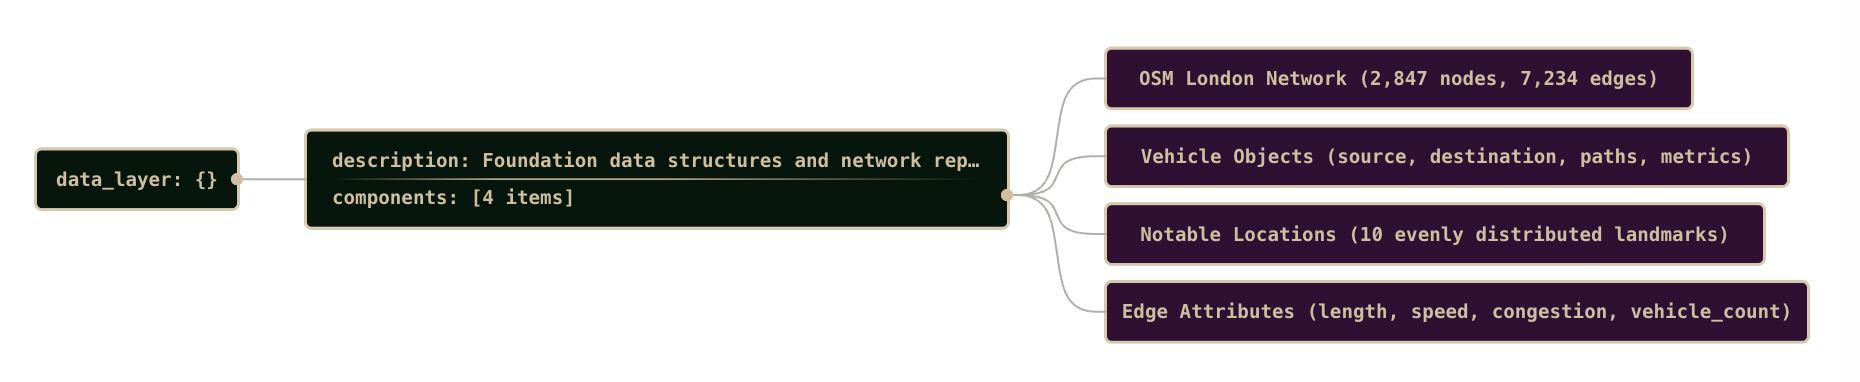 data_layer: {}
description: Foundation data structures and network rep…
components: [4 items]
OSM London Network (2,847 nodes, 7,234 edges)
Vehicle Objects (source, destination, paths, metrics)
Notable Locations (10 evenly distributed landmarks)
Edge Attributes (length, speed, congestion, vehicle_count)